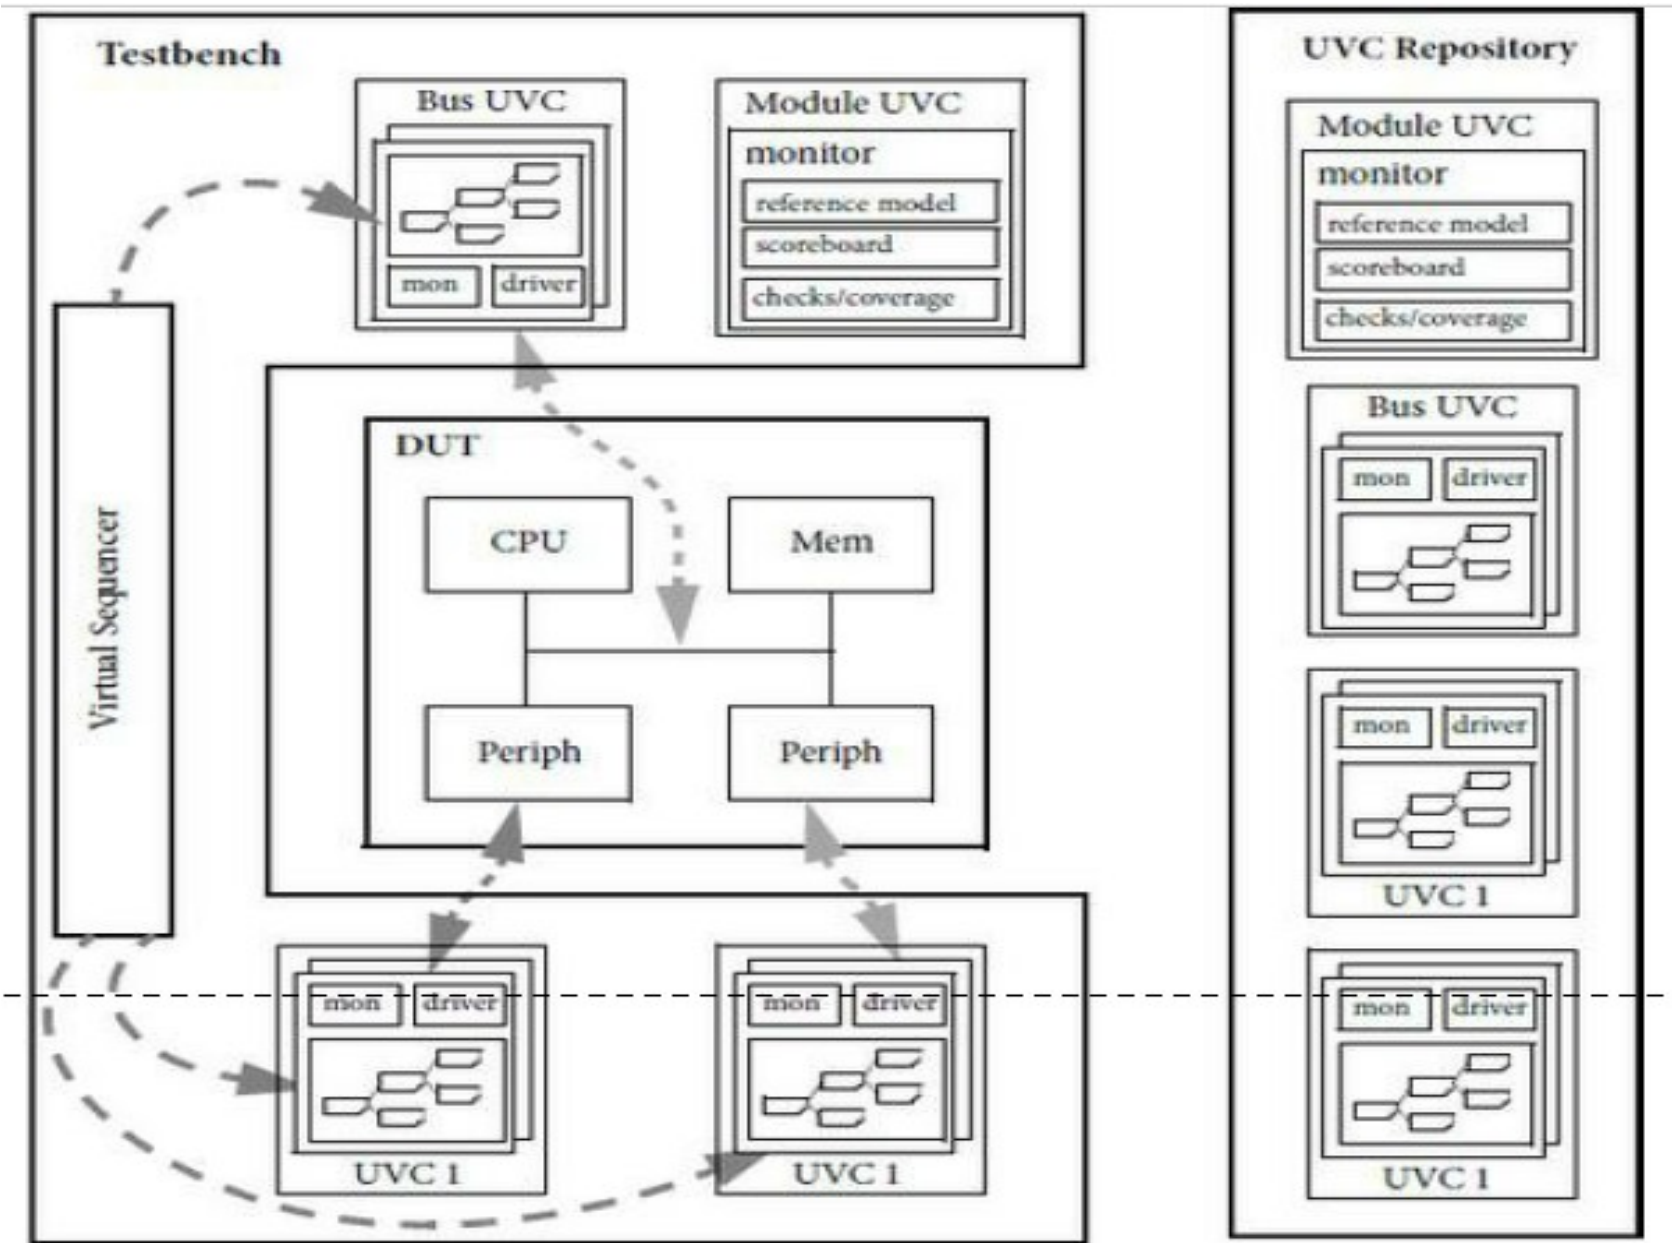 Testbench
Bus UVC
mon
driver
Module UVC
monitor
reference model
scoreboard
checks/coverage
Virtual Sequencer
DUT
CPU
Mem
Periph
Periph
mon
driver
UVC 1
mon
driver
UVC 1
UVC Repository
Module UVC
monitor
reference model
scoreboard
checks/coverage
Bus UVC
mon
driver
mon
driver
UVC 1
mon
driver
UVC 1